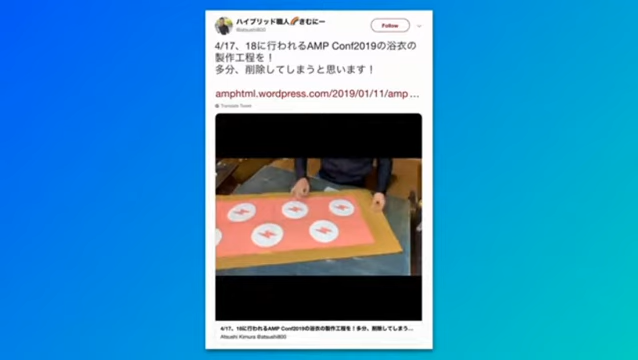 ハイブリッド職人🌈きむにー
@atsushi800
Follow
4/17、18に行われるAMP Conf2019の浴衣の
製作工程を！
多分、削除してしまうと思います！
amphtml.wordpress.com/2019/01/11/amp ...
Translate Tweet
4/17、18に行われるAMP Conf2019の浴衣の製作工程を！多分、削除してしまう...
Atsushi Kimura @atsushi800